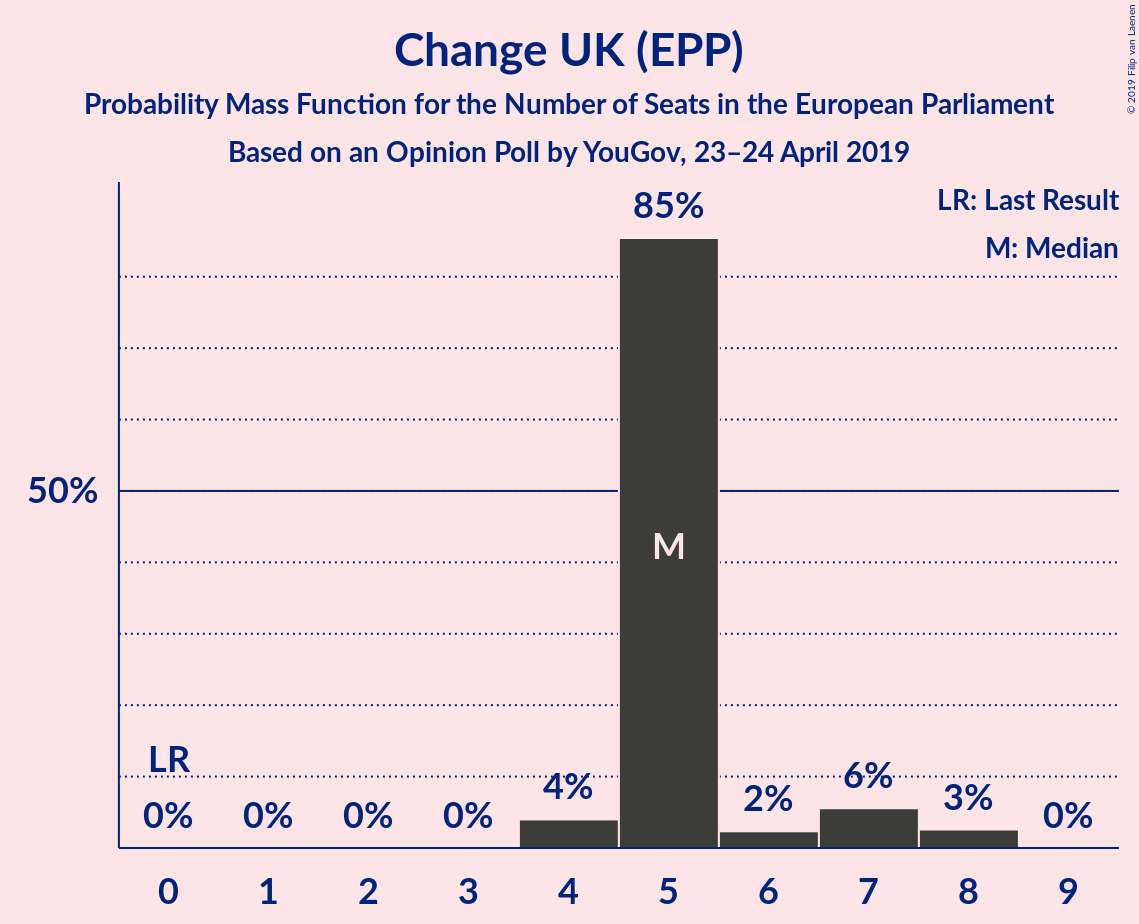 Change UK (EPP)
Probability Mass Function for the Number of Seats in the European Parliament
Based on an Opinion Poll by YouGov, 23–24 April 2019
© 2019 Filip van Laenen
LR: Last Result
M: Median
85%
50%
M
LR
0% 0% 0% 0% 4% 2% 6% 3% 0%
0 1 2 3 4 5 6 7 8 9